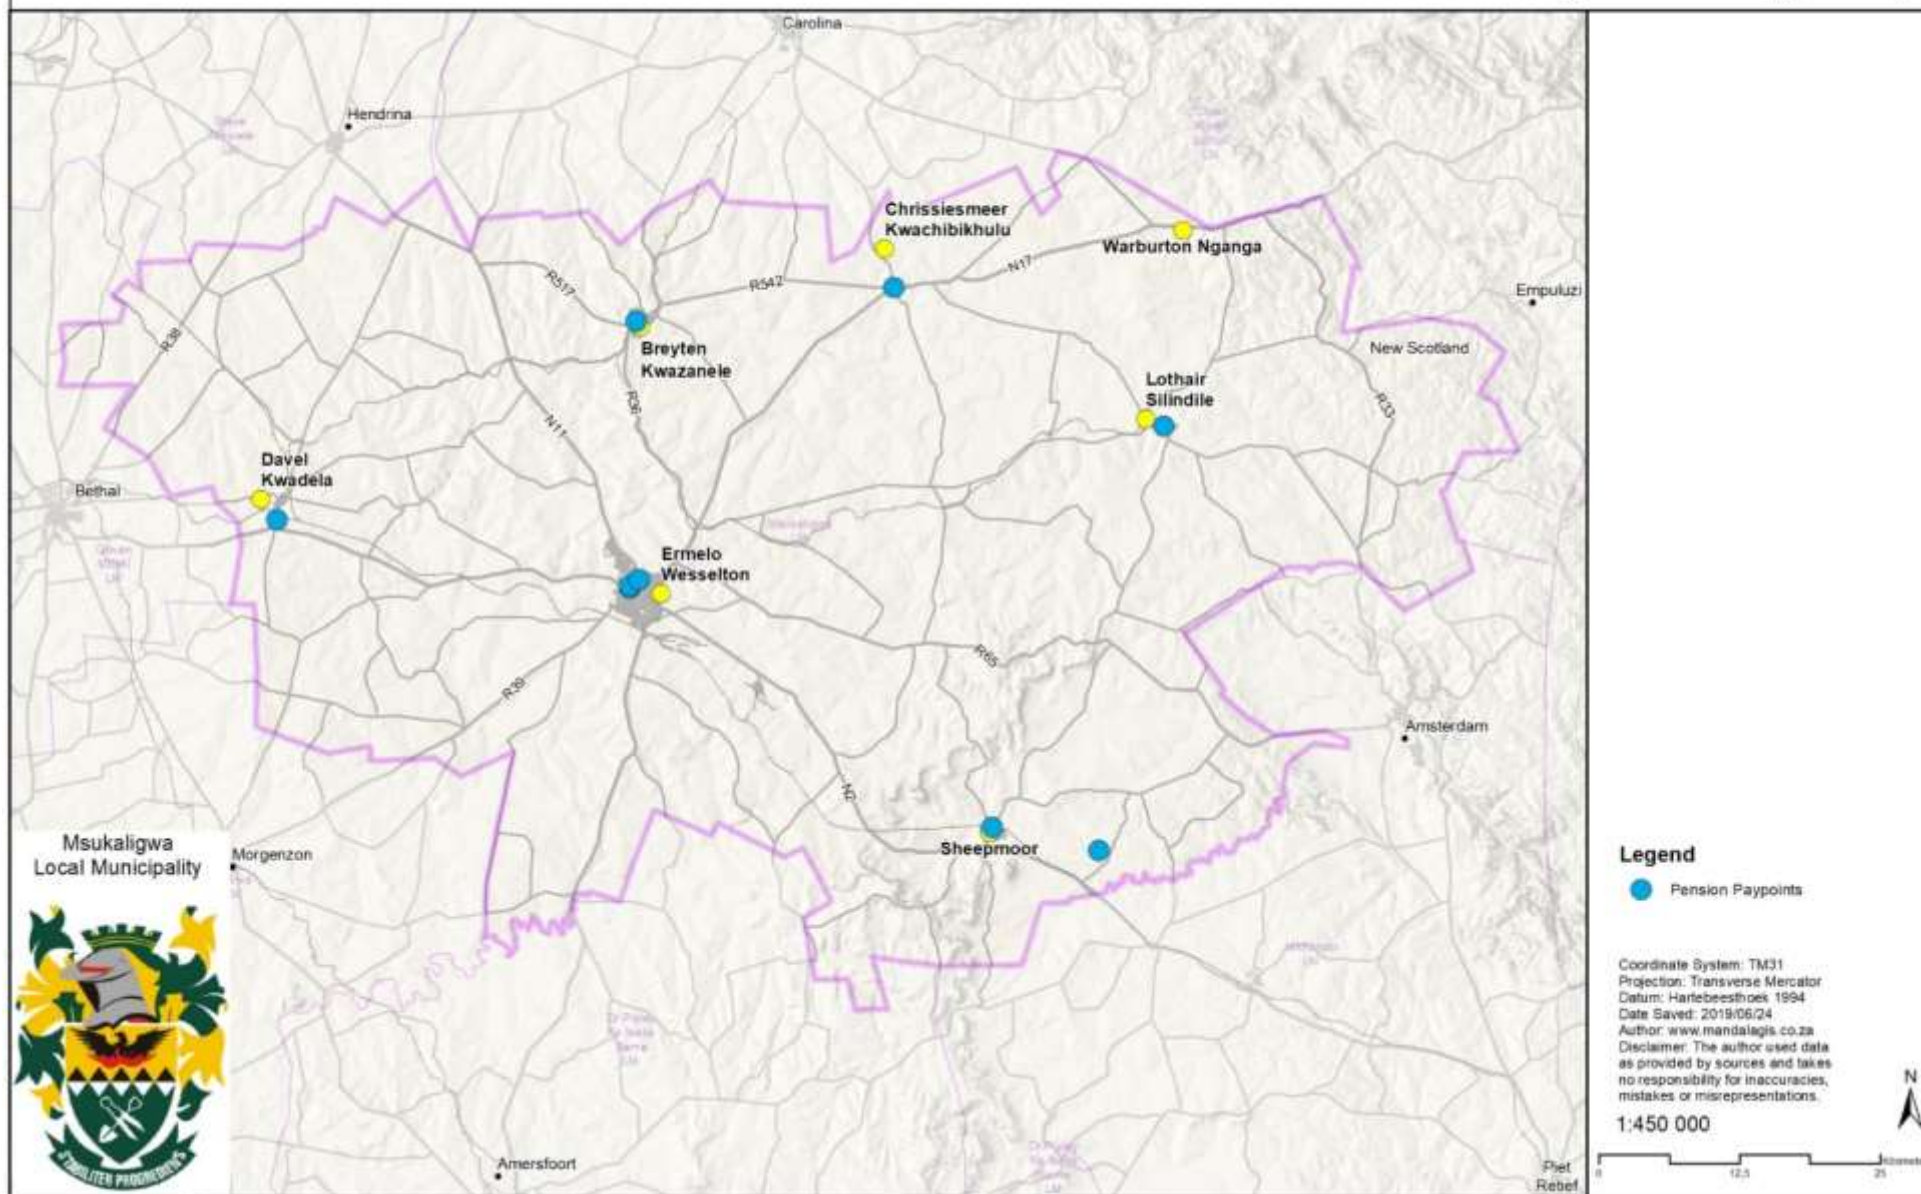 Carolina
Hendrina
Chrissiesmeer
Kwachibikhulu
Warburton Nganga
N17
R542
R517
Empuluzi
Breyten
Kwazanele
New Scotland
R38
Lothair
Silindile
R36
R33
N11
Davel
Kwadela
Bethal
Ermelo
Wesselton
R65
R39
Amsterdam
N2
Sheepmoor
Msukaligwa
Local Municipality
Morgenzon
Amersfoort
Piet
Retief
Legend
Pension Paypoints
Coordinate System: TM31
Projection: Transverse Mercator
Datum: Hartebeesthoek 1994
Date Saved: 2019/06/24
Author: www.mandalagis.co.za
Disclaimer: The author used data
as provided by sources and takes
no responsibility for inaccuracies,
mistakes or misrepresentations.
N
1:450 000
0 12,5 25